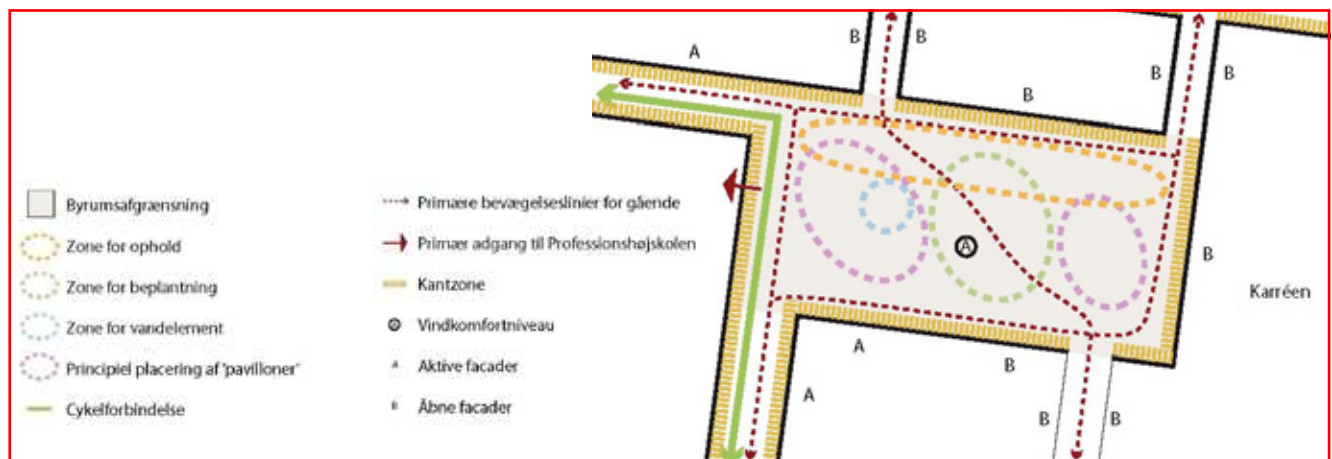 Byrumsafgrænsning
Zone for ophold
Zone for beplantning
Zone for vandelement
Principiel placering af 'pavilloner'
Cykelforbindelse
Primære bevægelseslinier for gående
Primær adgang til Professionshøjskolen
Kantzone
A Vindkomfortniveau
A Aktive facader
B Åbne facader
A
B
B
B
B
B
A
B
Karréen
A
B
A
B
B